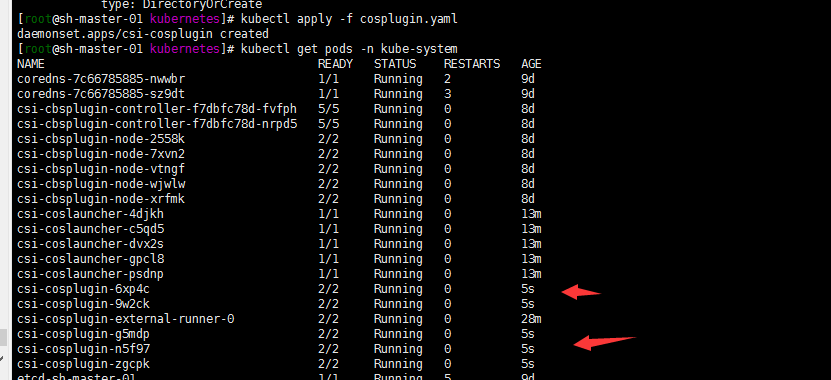 type: DirectoryOrCreate
[root@sh-master-01 kubernetes]# kubectl apply -f cosplugin.yaml
daemonset.apps/csi-cosplugin created
[root@sh-master-01 kubernetes]# kubectl get pods -n kube-system
NAME READY STATUS RESTARTS AGE
coredns-7c66785885-nwwbr 1/1 Running 2 9d
coredns-7c66785885-sz9dt 1/1 Running 3 9d
csi-cbsplugin-controller-f7dbfc78d-fvfph 5/5 Running 0 8d
csi-cbsplugin-controller-f7dbfc78d-nrpd5 5/5 Running 0 8d
csi-cbsplugin-node-2558k 2/2 Running 0 8d
csi-cbsplugin-node-7xvn2 2/2 Running 0 8d
csi-cbsplugin-node-vtngf 2/2 Running 0 8d
csi-cbsplugin-node-wjwlw 2/2 Running 0 8d
csi-cbsplugin-node-xrfmk 2/2 Running 0 8d
csi-coslauncher-4djkh 1/1 Running 0 13m
csi-coslauncher-c5qd5 1/1 Running 0 13m
csi-coslauncher-dvx2s 1/1 Running 0 13m
csi-coslauncher-gpcl8 1/1 Running 0 13m
csi-coslauncher-psdnp 1/1 Running 0 13m
csi-cosplugin-6xp4c 2/2 Running 0 5s
csi-cosplugin-9w2ck 2/2 Running 0 5s
csi-cosplugin-external-runner-0 2/2 Running 0 28m
csi-cosplugin-g5mdp 2/2 Running 0 5s
csi-cosplugin-n5f97 2/2 Running 0 5s
csi-cosplugin-zgcpk 2/2 Running 0 5s
etcd-sh-master-01 1/1 Running 5 9d